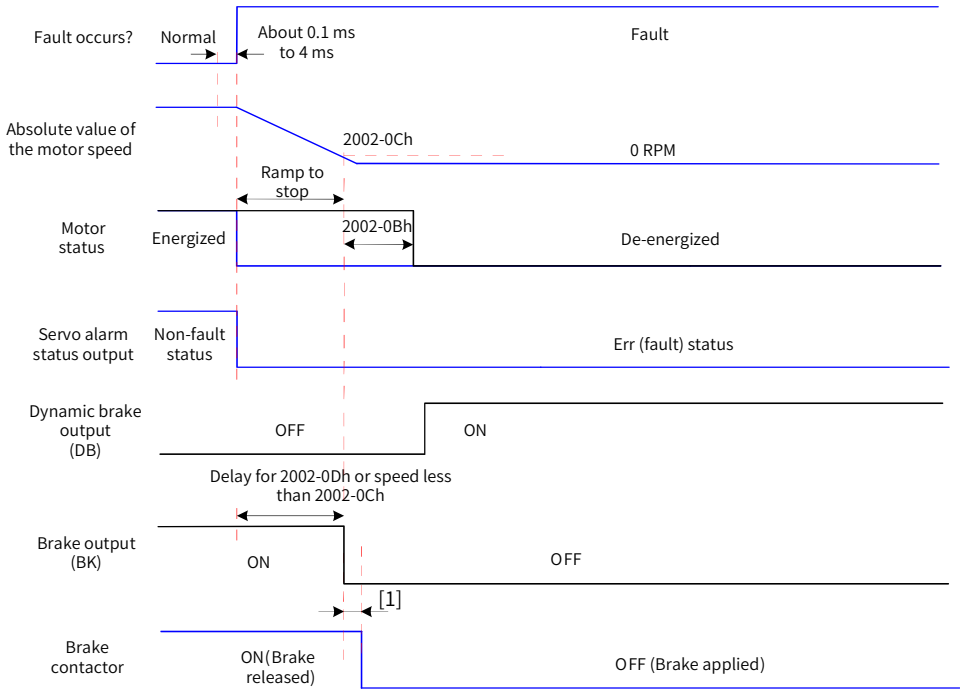 Fault occurs?
Normal
About 0.1 ms
to 4 ms
Fault
Absolute value of
the motor speed
2002-0Ch
0 RPM
Ramp to
stop
Motor
status
Energized
2002-0Bh
De-energized
Servo alarm
status output
Non-fault
status
Err (fault) status
Dynamic brake
output
(DB)
OFF
ON
Delay for 2002-0Dh or speed less
than 2002-0Ch
Brake output
(BK)
ON
OFF
[1]
Brake
contactor
ON(Brake
released)
OFF (Brake applied)